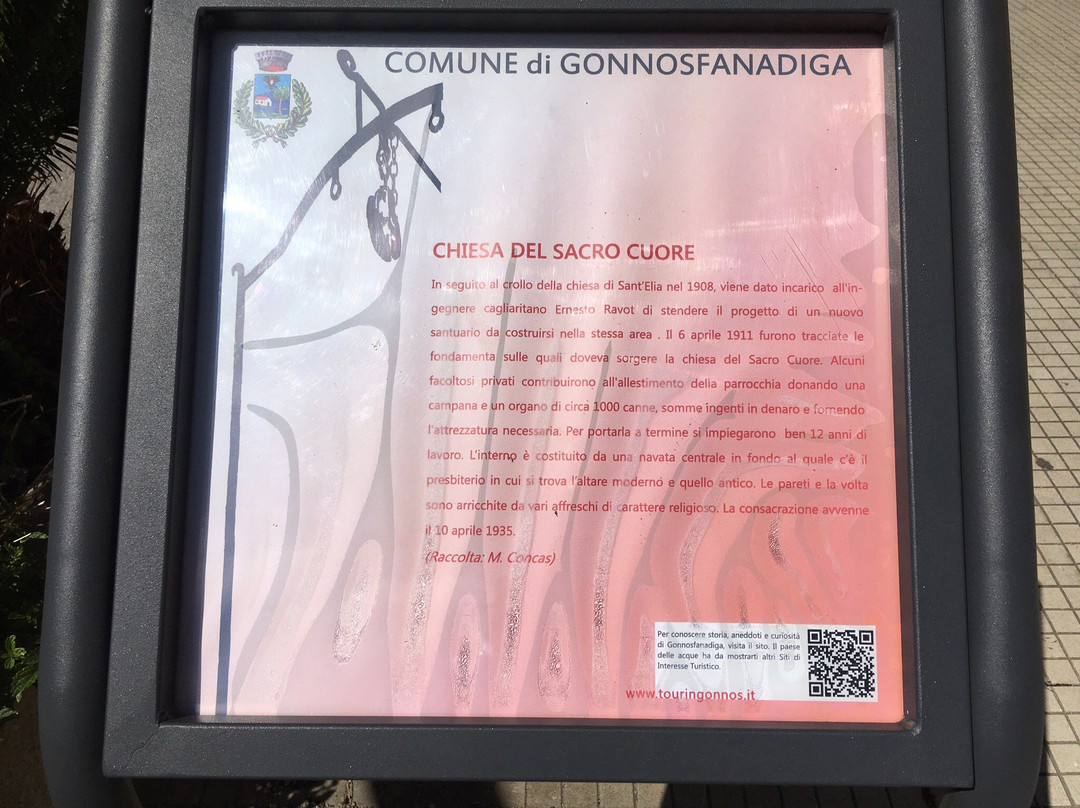 COMUNE di GONNOSFANADIGA
CHIESA DEL SACRO CUORE
In seguito al crollo della chiesa di Sant'Elia nel 1908, viene dato incarico all'in-
gegnere cagliaritano Ernesto Ravot di stendere il progetto di un nuovo
santuario da costruirsi nella stessa area . Il 6 aprile 1911 furono tracciate le
fondamenta sulle quali doveva sorgere la chiesa del Sacro Cuore. Alcuni
facoltosi privati contribuirono all'allestimento della parrocchia donando una
campana e un organo di circa 1000 canne, somme ingenti in denaro e fornendo
l'attrezzatura necessaria. Per portarla a termine si impiegarono ben 12 anni di
lavoro. L'interno è costituito da una navata centrale in fondo al quale c'è il
presbiterio in cui si trova l'altare moderno e quello antico. Le pareti e la volta
sono arricchite da vari affreschi di carattere religioso. La consacrazione avvenne
il 10 aprile 1935.
(Raccolta: M. Concas)
Per conoscere storia, aneddoti e curiosità
di Gonnosfanadiga, visita il sito. Il paese
delle acque ha da mostrarti altri Siti di
Interesse Turistico.
www.touringonnos.it